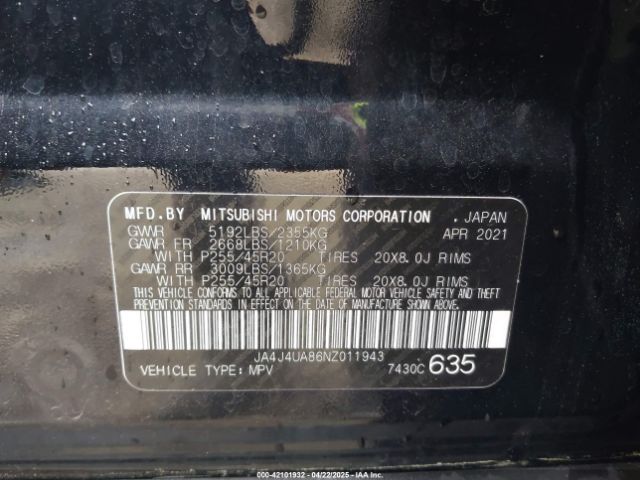 MFD.BY MITSUBISHI MOTORS CORPORATION . JAPAN
GVWR 5192LBS/2355KG APR 2021
GAWR FR 2668LBS/1210KG
WITH P255/45R20 TIRES 20X8.0J RIMS
GAWR RR 3009LBS/1365KG
WITH P255/45R20 TIRES 20X8.0J RIMS
THIS VEHICLE CONFORMS TO ALL APPLICABLE FEDERAL MOTOR VEHICLE SAFETY AND THEFT
PREVENTION STANDARDS IN EFFECT ON THE DATE OF MANUFACTURE SHOWN ABOVE.
JA4J4UA86NZ011943
VEHICLE TYPE: MPV 7430C 635
000-42101932 - 04/22/2025 - IAAI, Inc.